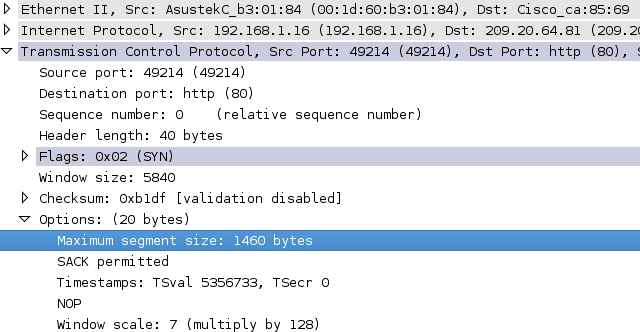 Ethernet II, Src: AsustekC_b3:01:84 (00:1d:60:b3:01:84), Dst: Cisco_ca:85:69
Internet Protocol, Src: 192.168.1.16 (192.168.1.16), Dst: 209.20.64.81 (209.20
Transmission Control Protocol, Src Port: 49214 (49214), Dst Port: http (80), S
Source port: 49214 (49214)
Destination port: http (80)
Sequence number: 0    (relative sequence number)
Header length: 40 bytes
Flags: 0x02 (SYN)
Window size: 5840
Checksum: 0xb1df [validation disabled]
Options: (20 bytes)
Maximum segment size: 1460 bytes
SACK permitted
Timestamps: TSval 5356733, TSecr 0
NOP
Window scale: 7 (multiply by 128)